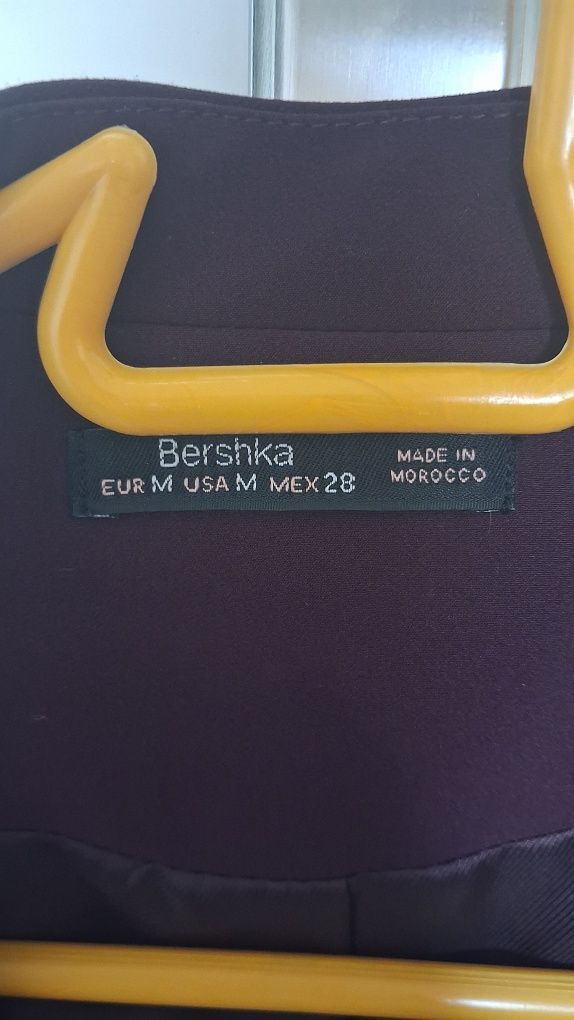 Bershka
EUR M USA M MEX 28
MADE IN
MOROCCO